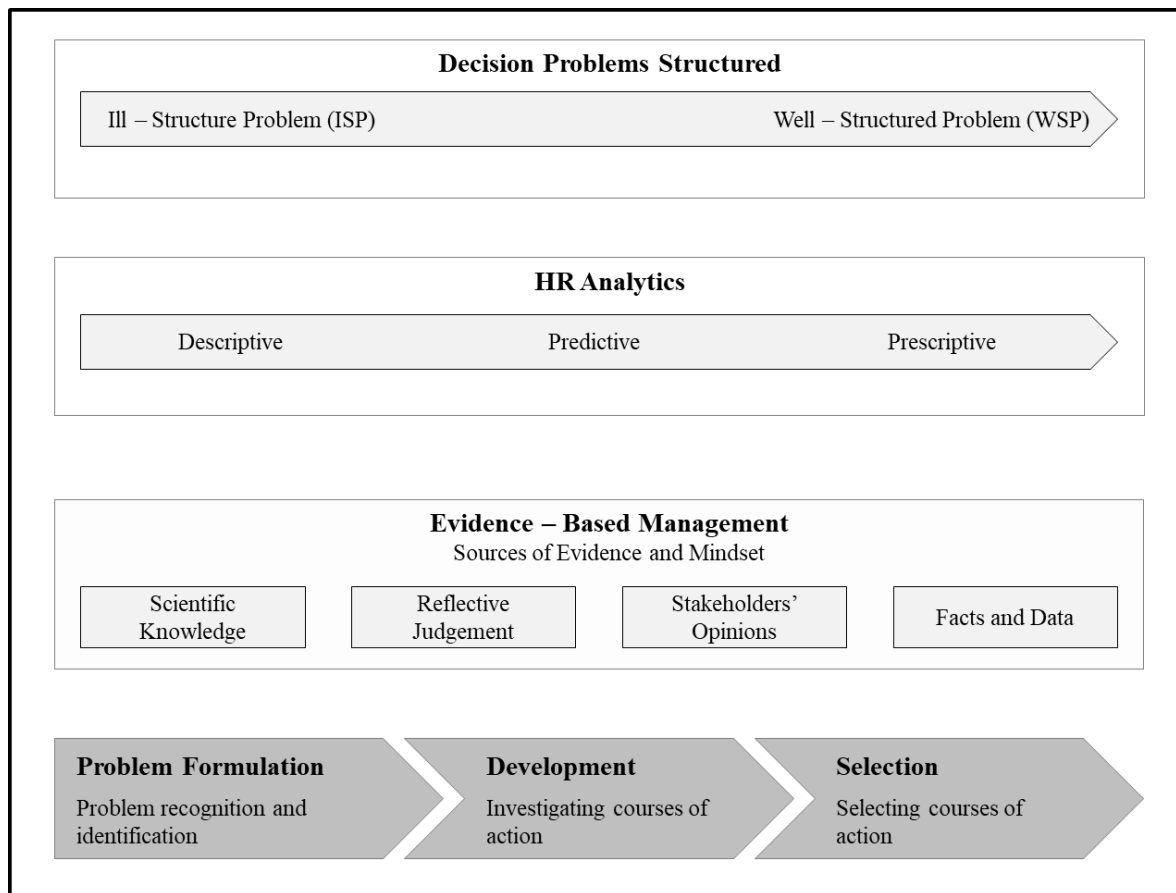 Decision Problems Structured
Ill – Structure Problem (ISP)
Well – Structured Problem (WSP)
HR Analytics
Descriptive
Predictive
Prescriptive
Evidence – Based Management
Sources of Evidence and Mindset
Scientific
Knowledge
Reflective
Judgement
Stakeholders’
Opinions
Facts and Data
Problem Formulation
Problem recognition and
identification
Development
Investigating courses of
action
Selection
Selecting courses of
action